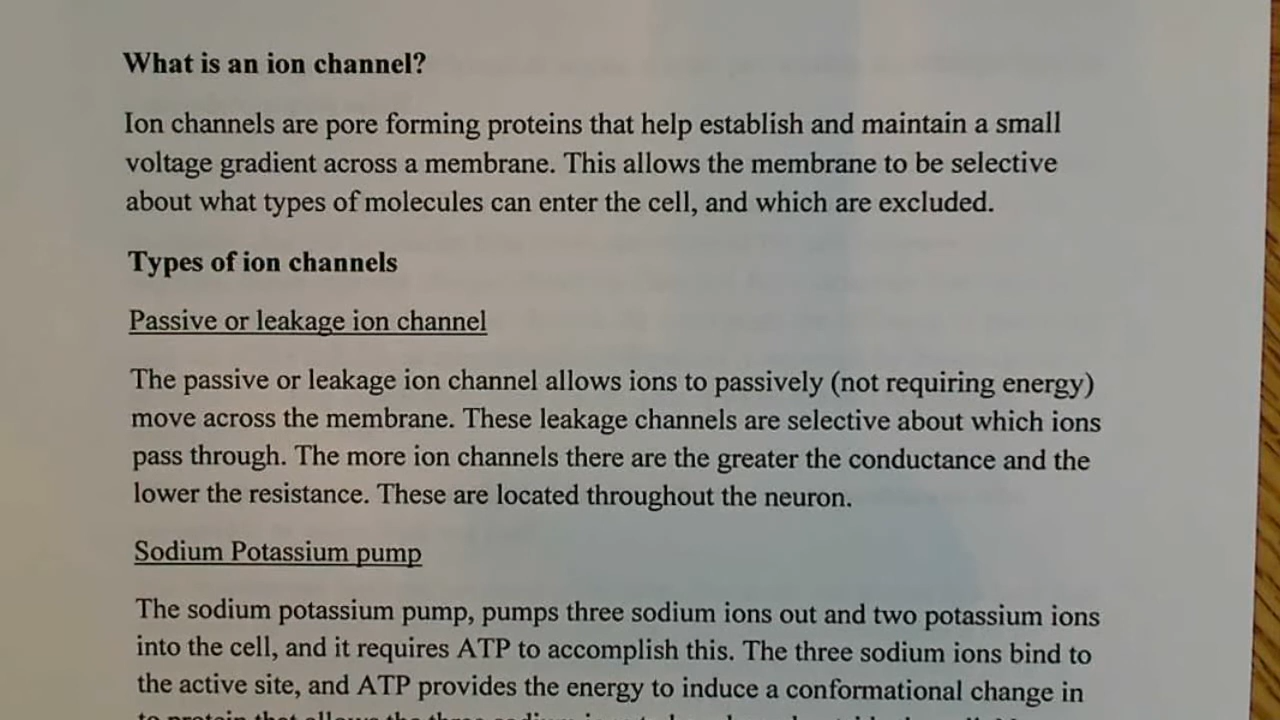 What is an ion channel?
Ion channels are pore forming proteins that help establish and maintain a small
voltage gradient across a membrane. This allows the membrane to be selective
about what types of molecules can enter the cell, and which are excluded.
Types of ion channels
Passive or leakage ion channel
The passive or leakage ion channel allows ions to passively (not requiring energy)
move across the membrane. These leakage channels are selective about which ions
pass through. The more ion channels there are the greater the conductance and the
lower the resistance. These are located throughout the neuron.
Sodium Potassium pump
The sodium potassium pump, pumps three sodium ions out and two potassium ions
into the cell, and it requires ATP to accomplish this. The three sodium ions bind to
the active site, and ATP provides the energy to induce a conformational change in
to protein that allows the three sodium